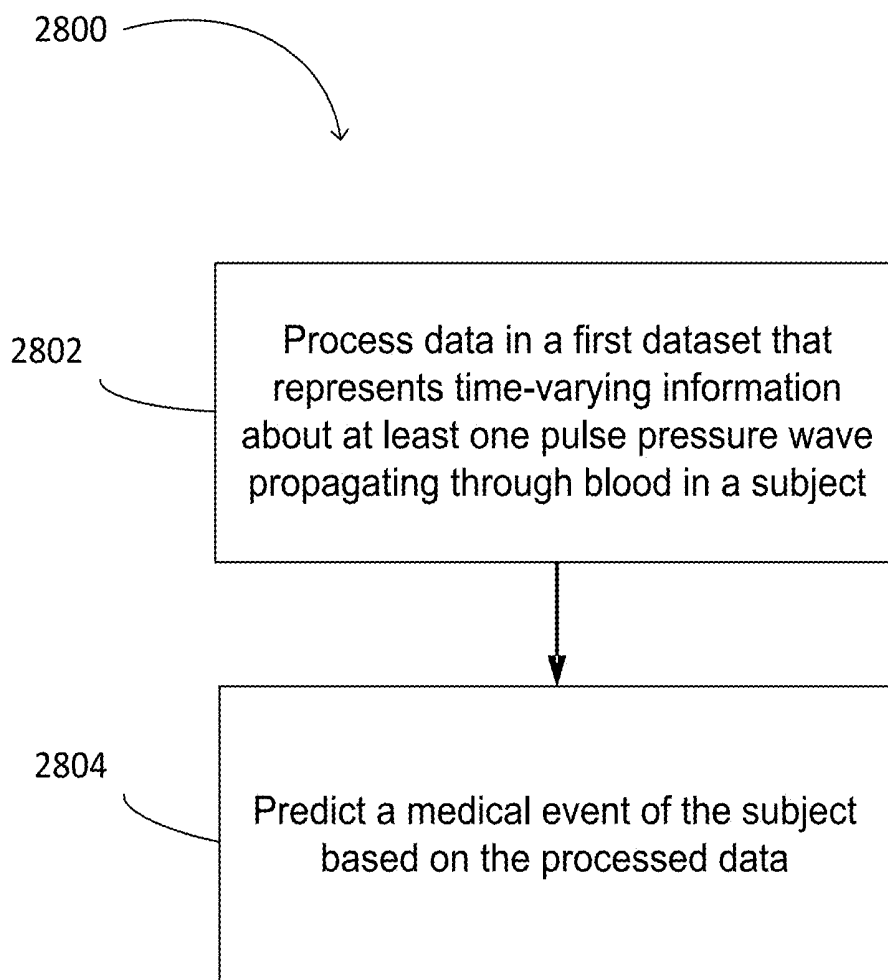 2800
2802
Process data in a first dataset that
represents time-varying information
about at least one pulse pressure wave
propagating through blood in a subject
2804
Predict a medical event of the subject
based on the processed data